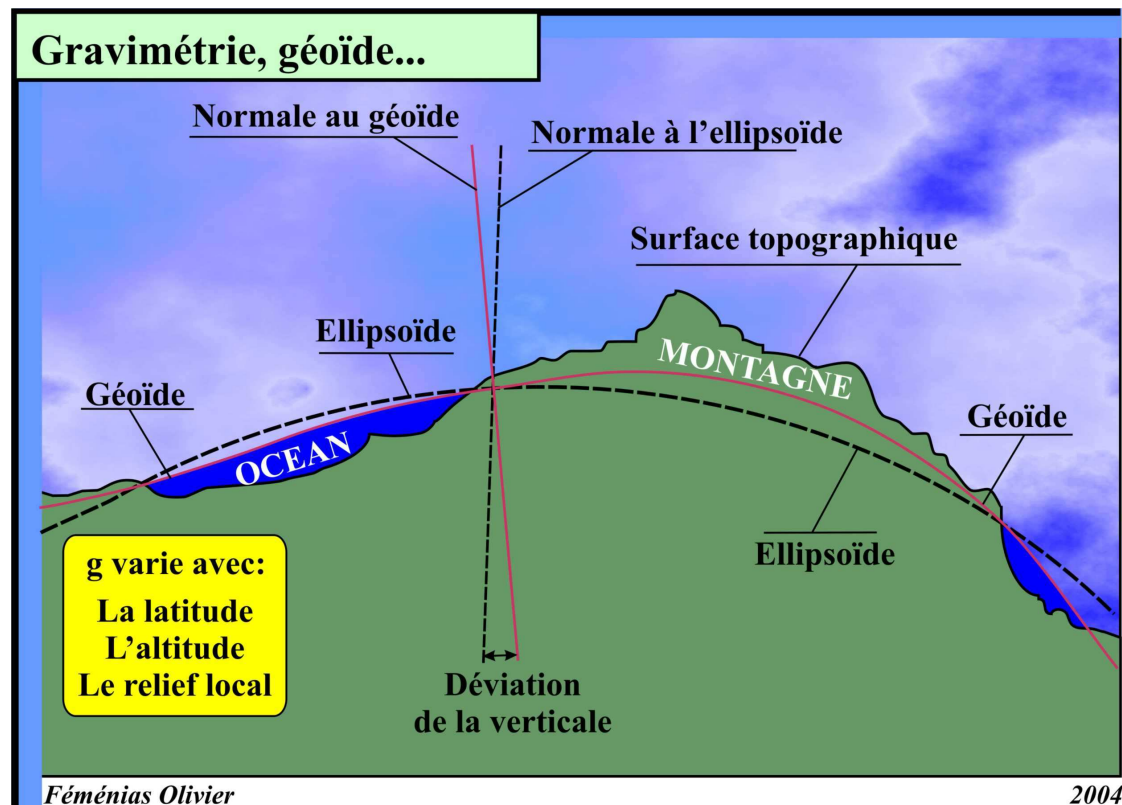 Gravimétrie, géoïde...
Normale au géoïde
Normale à l'ellipsoïde
Surface topographique
Ellipsoïde
Géoïde
MONTAGNE
Géoïde
OCEAN
Ellipsoïde
g varie avec:
La latitude
L'altitude
Le relief local
Déviation
de la verticale
Féménias Olivier
2004